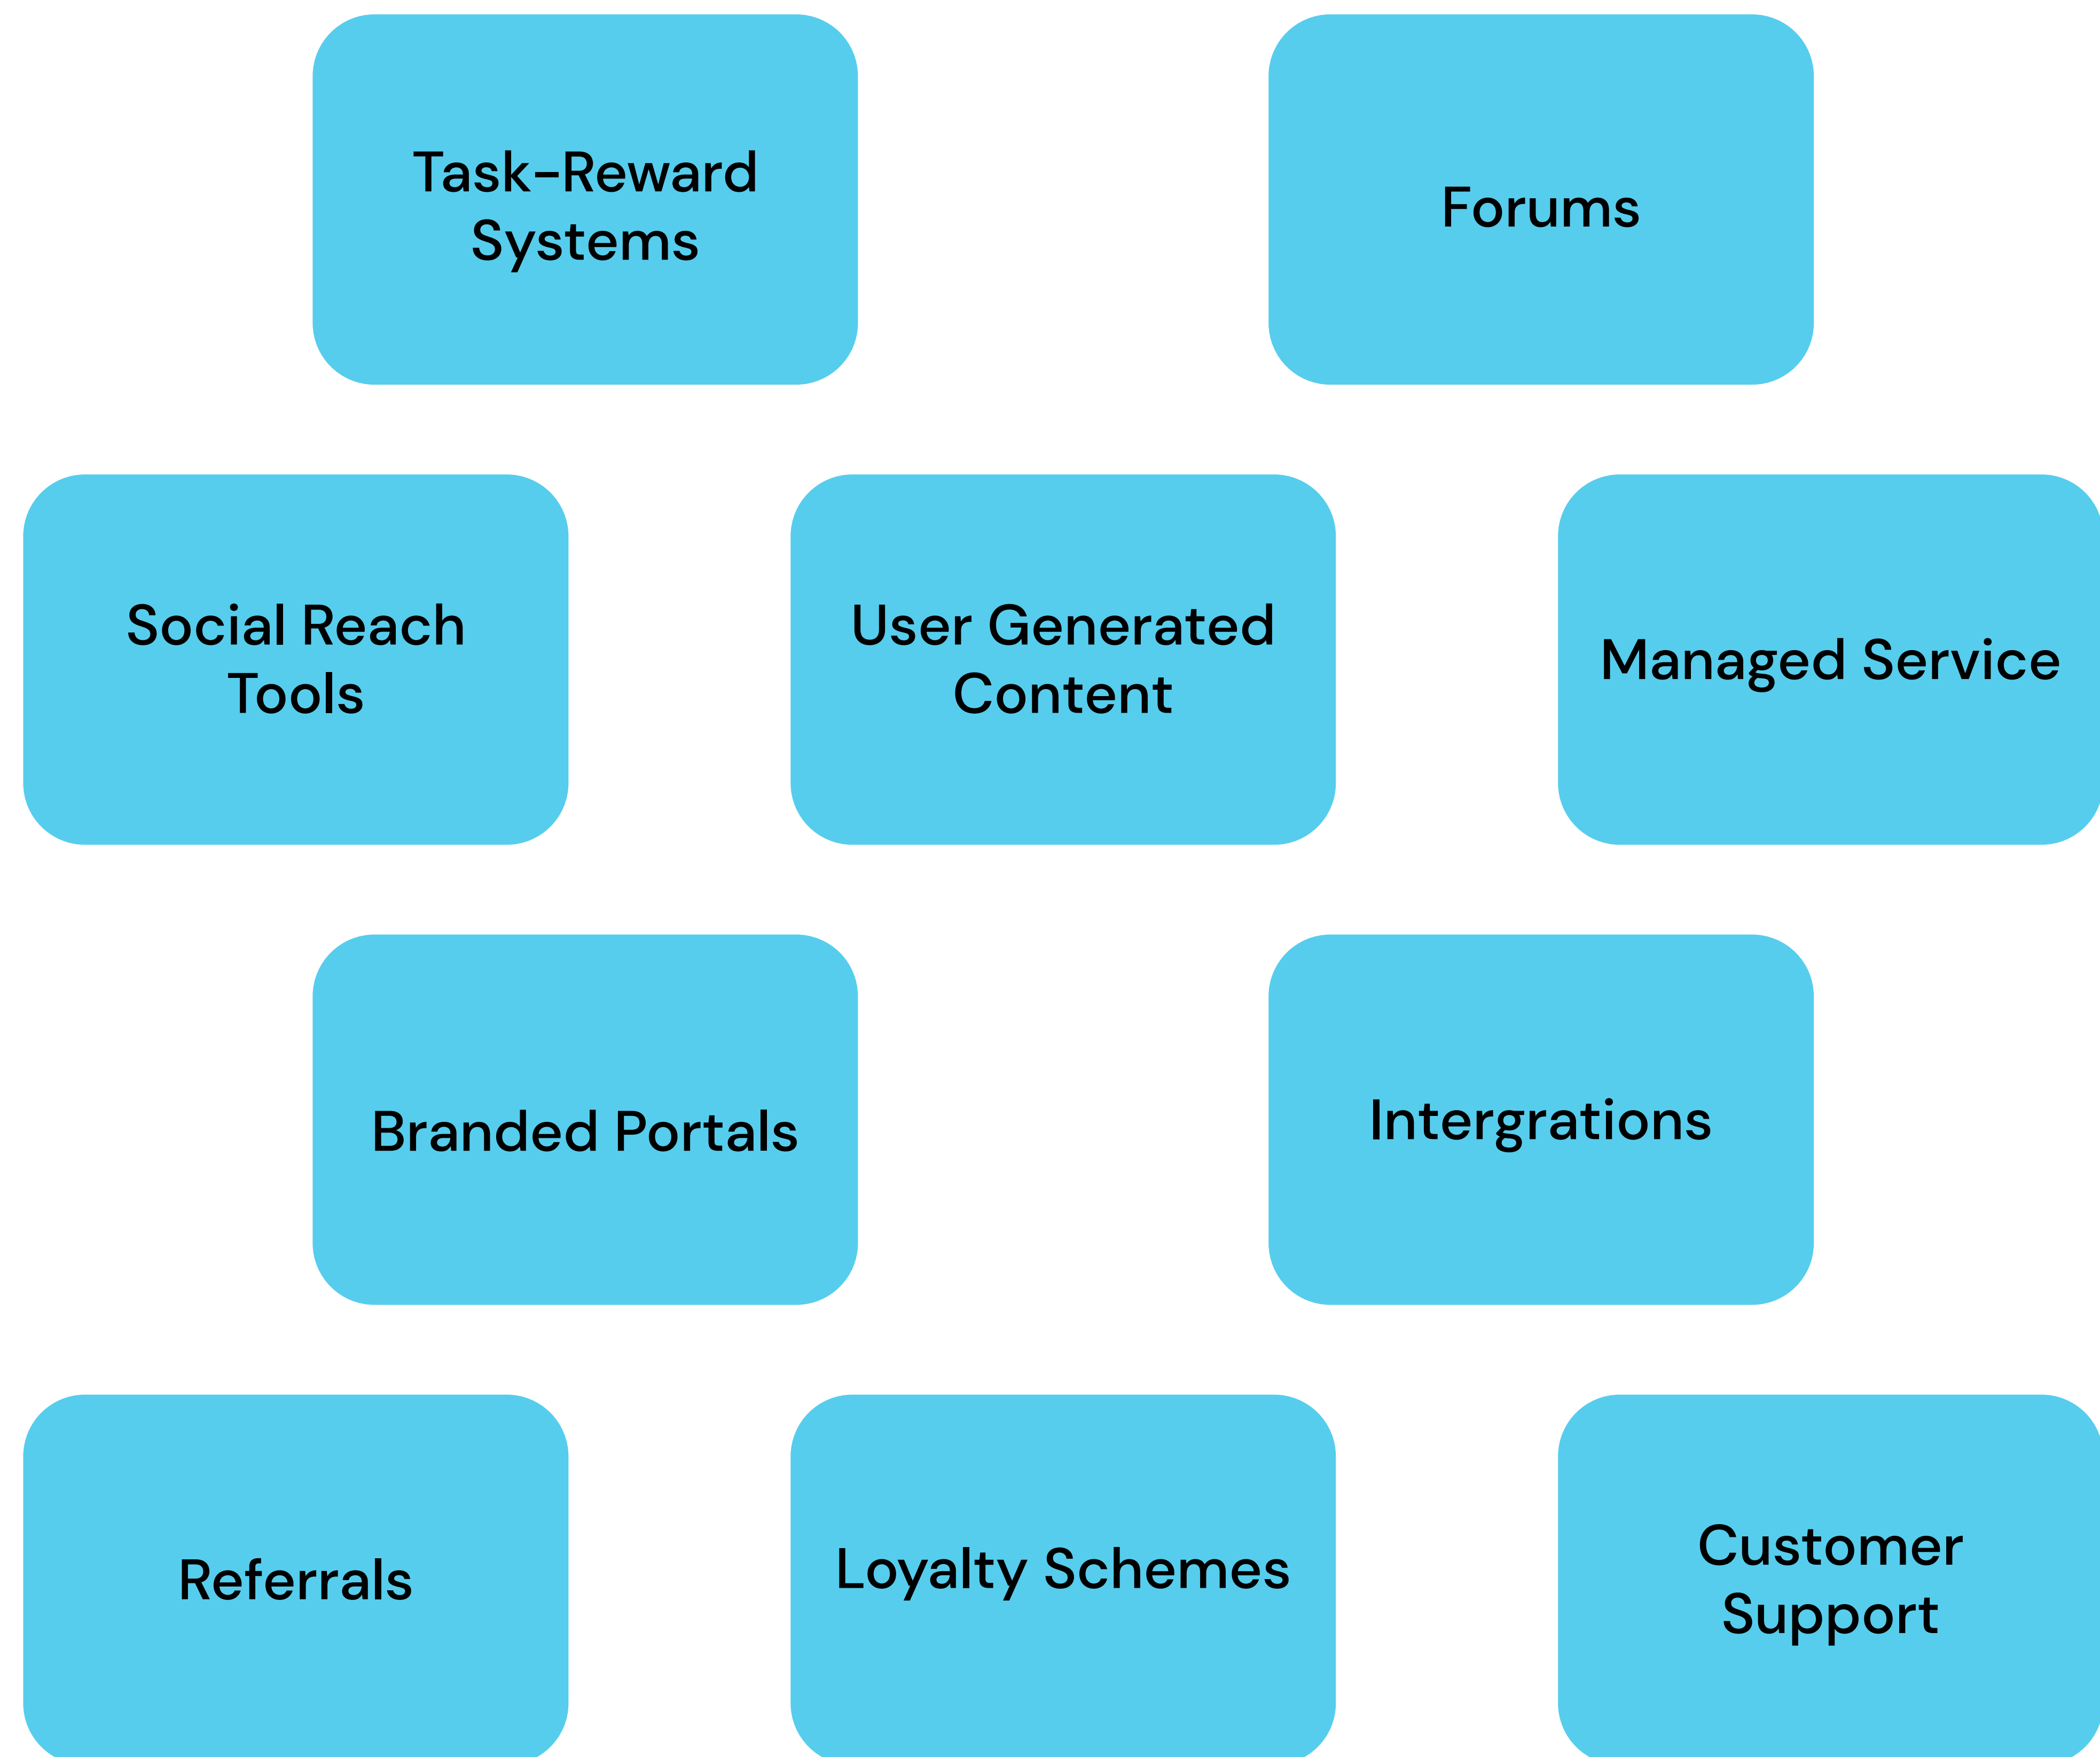 Task-Reward
Systems
Forums
Social Reach
Tools
User Generated
Content
Managed Service
Branded Portals
Intergrations
Referrals
Loyalty Schemes
Customer
Support